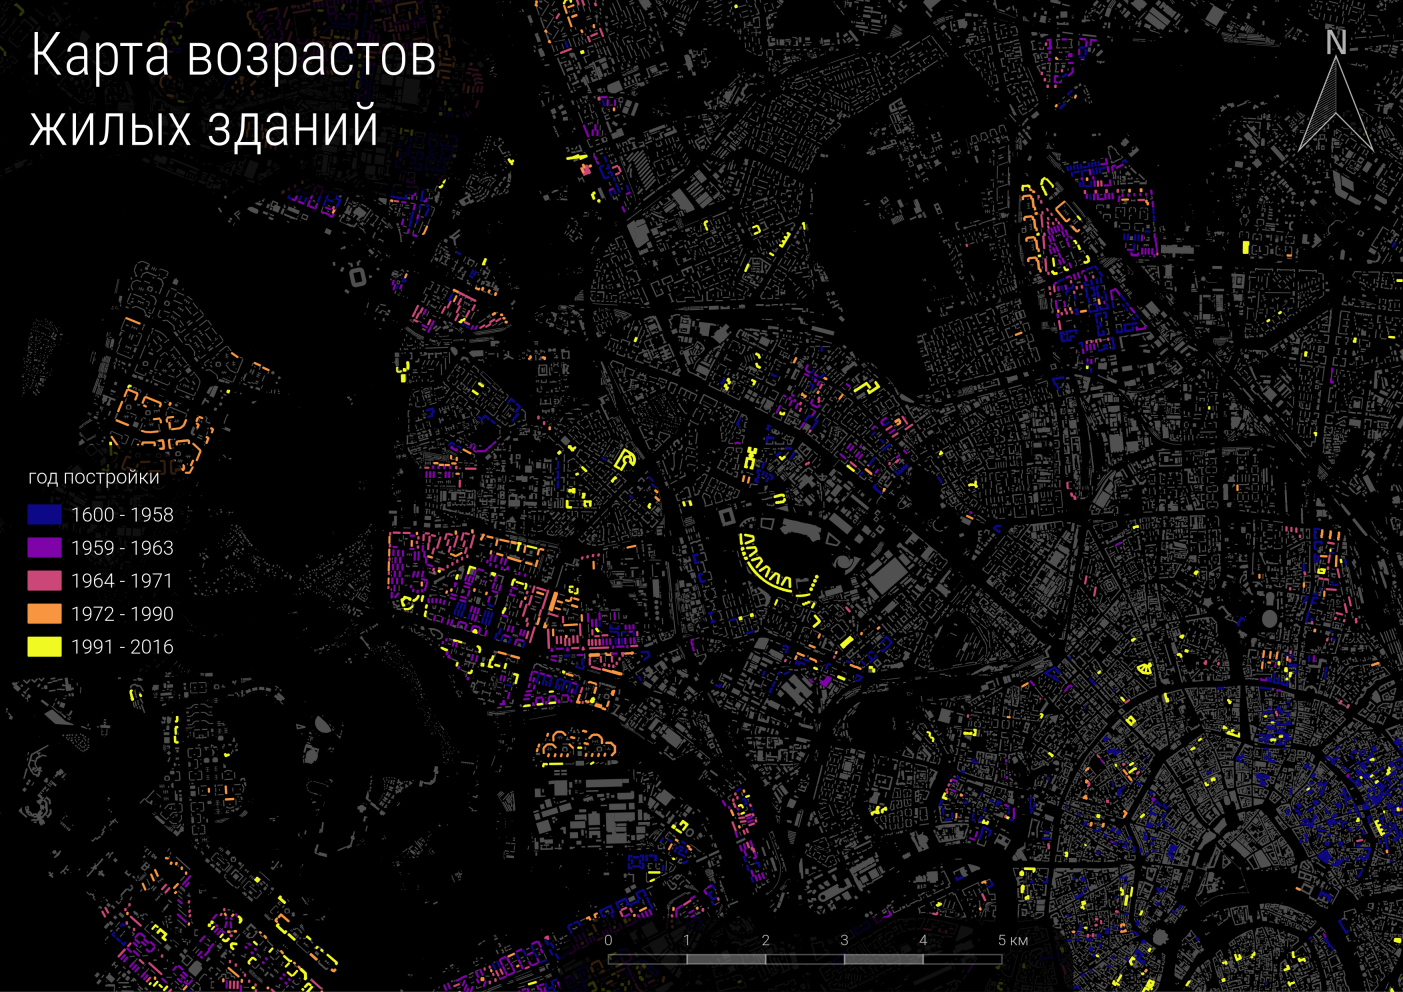 Карта возрастов
жилых зданий
N
год постройки
1600 - 1958
1959 - 1963
1964 - 1971
1972 - 1990
1991 - 2016
0 1 2 3 4 5 км